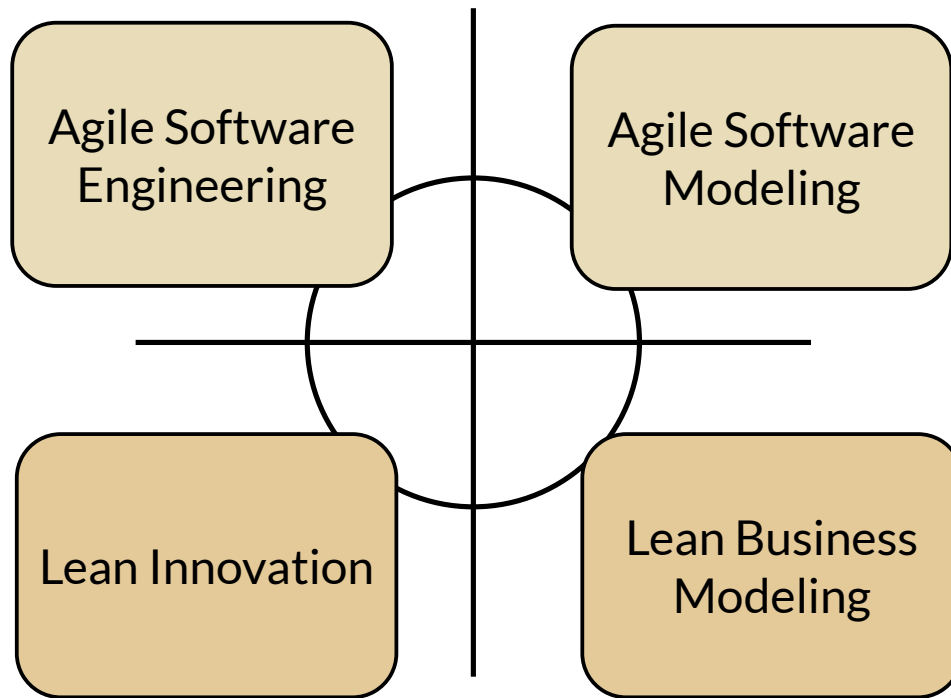 Agile Software
Engineering
Agile Software
Modeling
Lean Innovation
Lean Business
Modeling